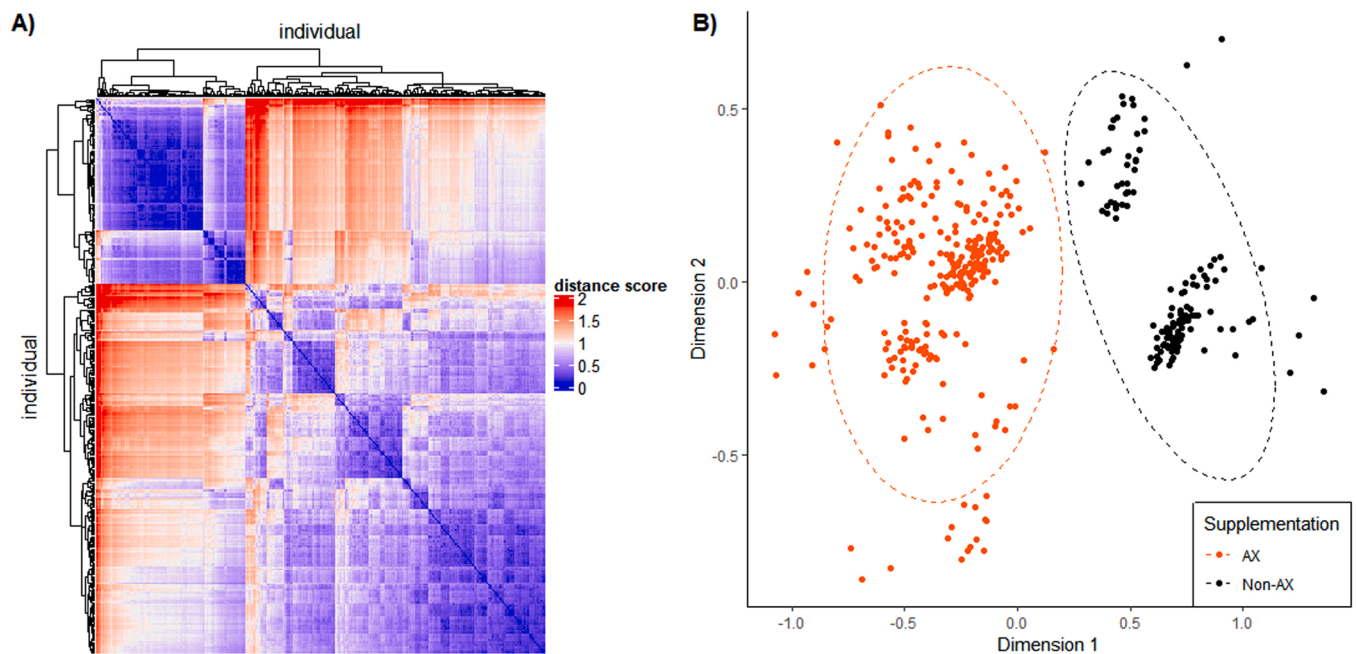 A)
individual
individual
distance score
2
1.5
1
0.5
0
B)
0.5
0.0
-0.5
Dimension 2
-1.0 -0.5 0.0 0.5 1.0
Dimension 1
Supplementation
AX
Non-AX